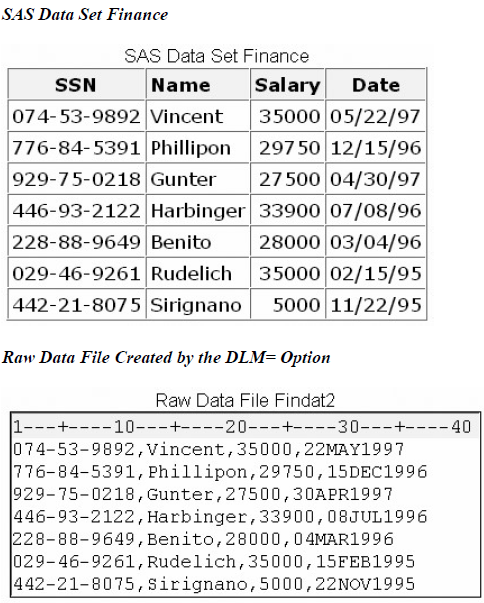 SAS Data Set Finance
SAS Data Set Finance
SSN Name Salary Date
074-53-9892 Vincent 35000 05/22/97
776-84-5391 Phillipon 29750 12/15/96
929-75-0218 Gunter 27500 04/30/97
446-93-2122 Harbinger 33900 07/08/96
228-88-9649 Benito 28000 03/04/96
029-46-9261 Rudelich 35000 02/15/95
442-21-8075 Sirignano 5000 11/22/95
Raw Data File Created by the DLM= Option
Raw Data File Findat2
1---+----10---+----20---+----30---+----40
074-53-9892,Vincent,35000,22MAY1997
776-84-5391,Phillipon,29750,15DEC1996
929-75-0218,Gunter,27500,30APR1997
446-93-2122,Harbinger,33900,08JUL1996
228-88-9649,Benito,28000,04MAR1996
029-46-9261,Rudelich,35000,15FEB1995
442-21-8075,Sirignano,5000,22NOV1995